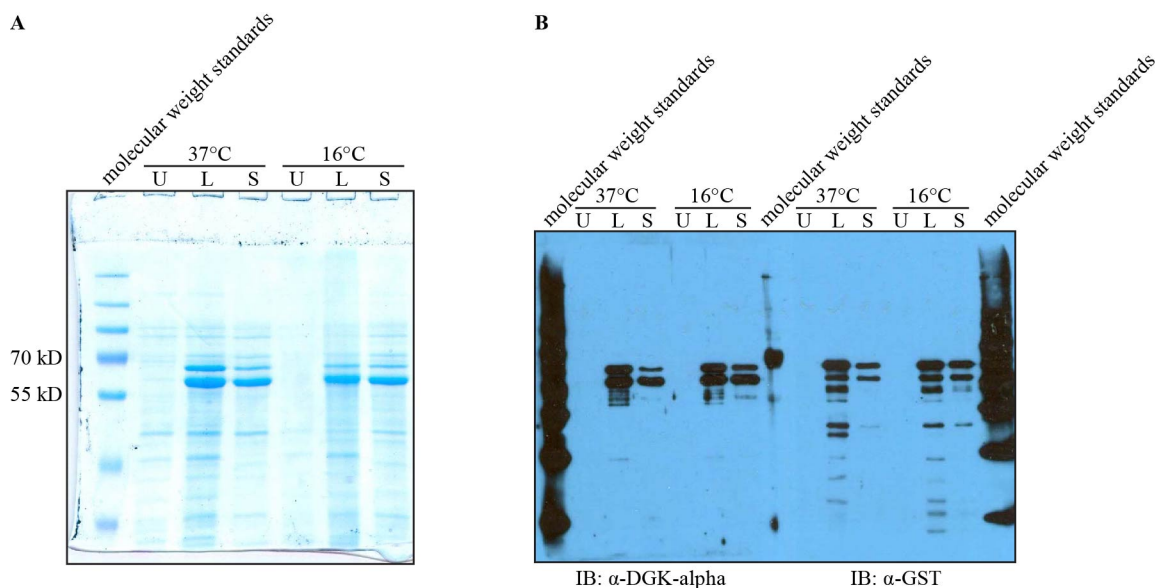 A
molecular weight standards
37°C
16°C
U L S U L S
70 kD
55 kD
B
molecular weight standards
molecular weight standards
molecular weight standards
37°C
16°C
37°C
16°C
U L S U L S U L S U L S
IB: α-DGK-alpha
IB: α-GST